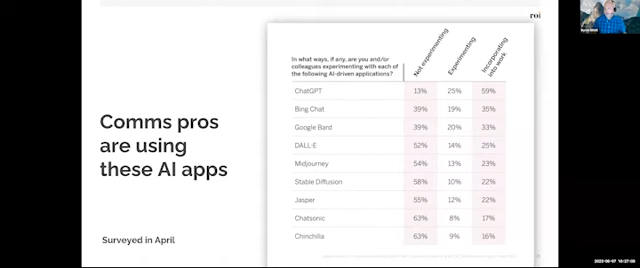 roi
In what ways, if any, are you and/or
colleagues experimenting with each of
the following AI-driven applications?
Not experimenting
Experimenting
Incorporating
into work
ChatGPT 13% 25% 59%
Bing Chat 39% 19% 35%
Google Bard 39% 20% 33%
DALL·E 52% 14% 25%
Midjourney 54% 13% 23%
Stable Diffusion 58% 10% 22%
Jasper 55% 12% 22%
Chatsonic 63% 8% 17%
Chinchilla 63% 9% 16%
Comms pros
are using
these AI apps
Surveyed in April